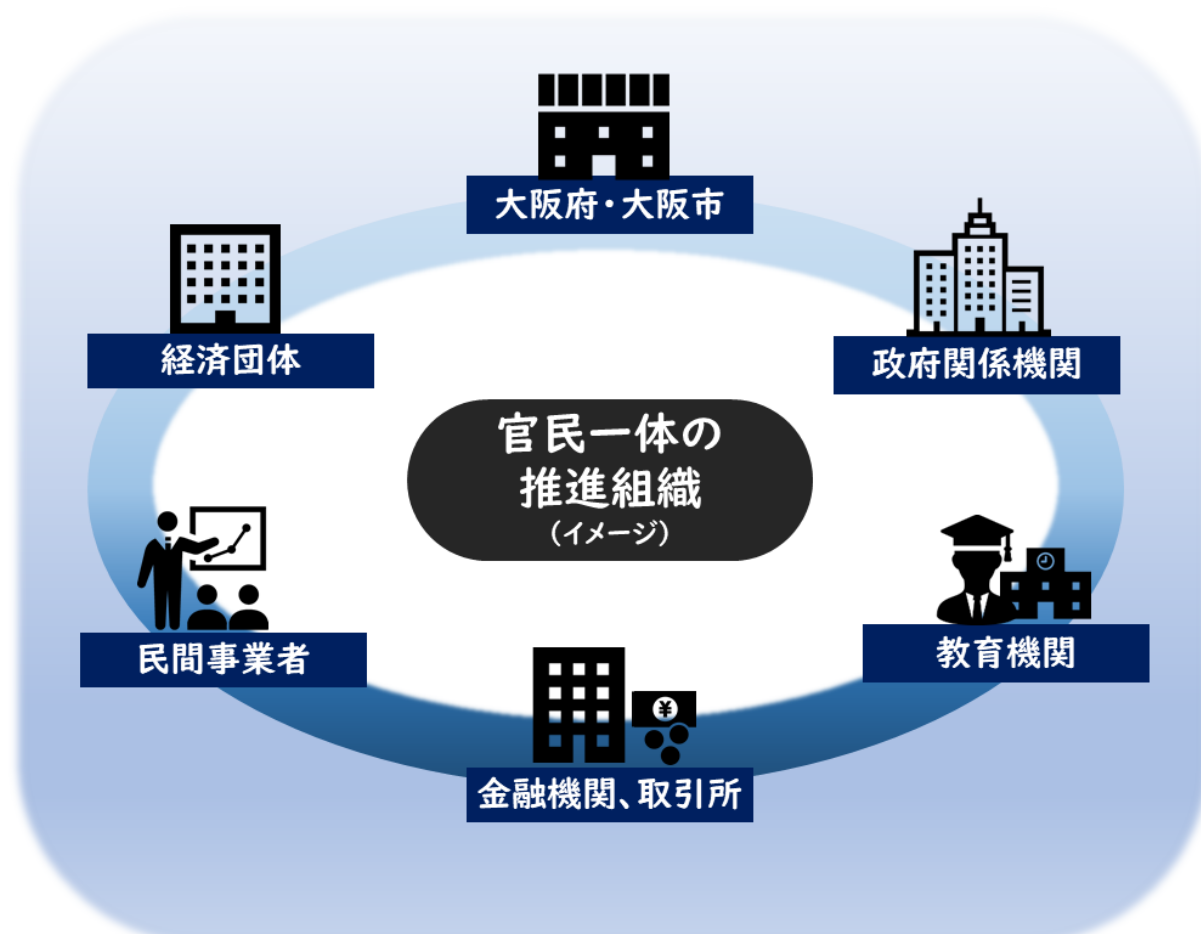 大阪府・大阪市
経済団体
政府関係機関
官民一体の
推進組織
(イメージ)
民間事業者
教育機関
¥
金融機関、取引所